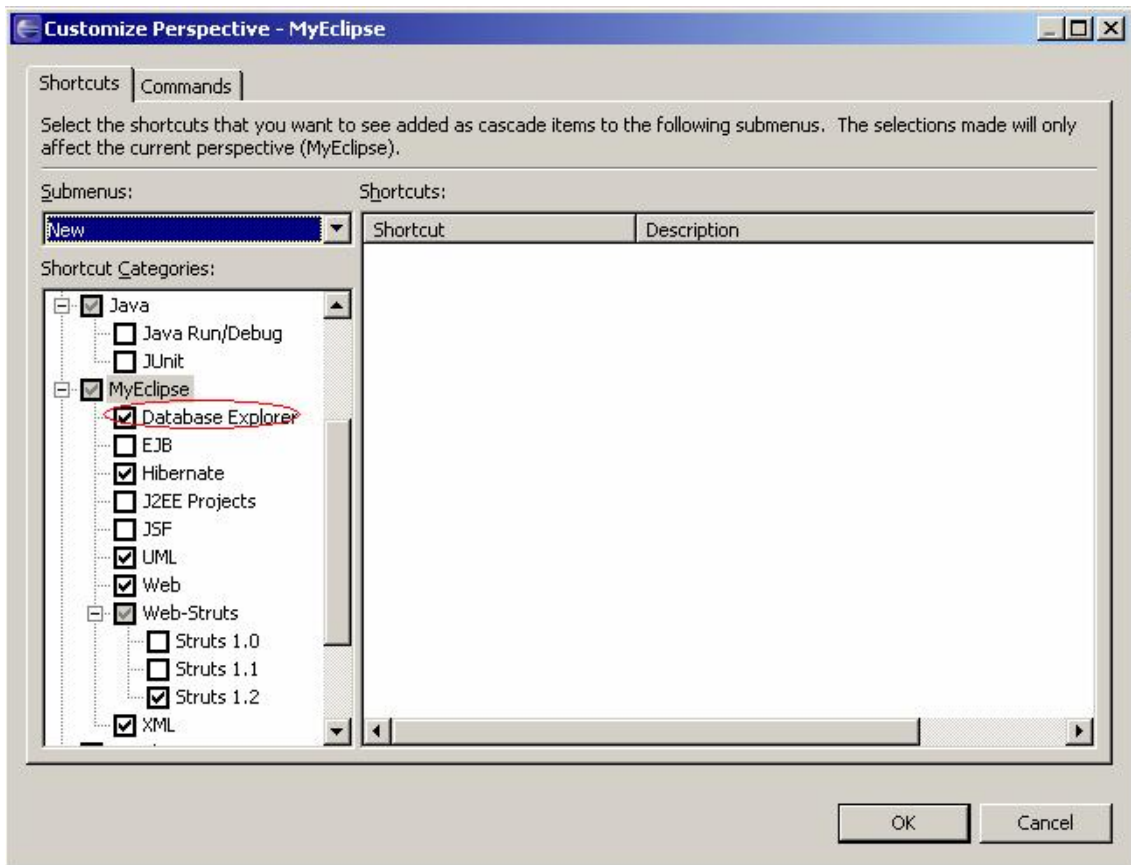 Customize Perspective - MyEclipse
Shortcuts Commands
Select the shortcuts that you want to see added as cascade items to the following submenus. The selections made will only
affect the current perspective (MyEclipse).
Submenus:
New
Shortcut Categories:
Java
Java Run/Debug
JUnit
MyEclipse
Database Explorer
EJB
Hibernate
J2EE Projects
JSF
UML
Web
Web-Struts
Struts 1.0
Struts 1.1
Struts 1.2
XML
Shortcuts:
Shortcut Description
OK Cancel